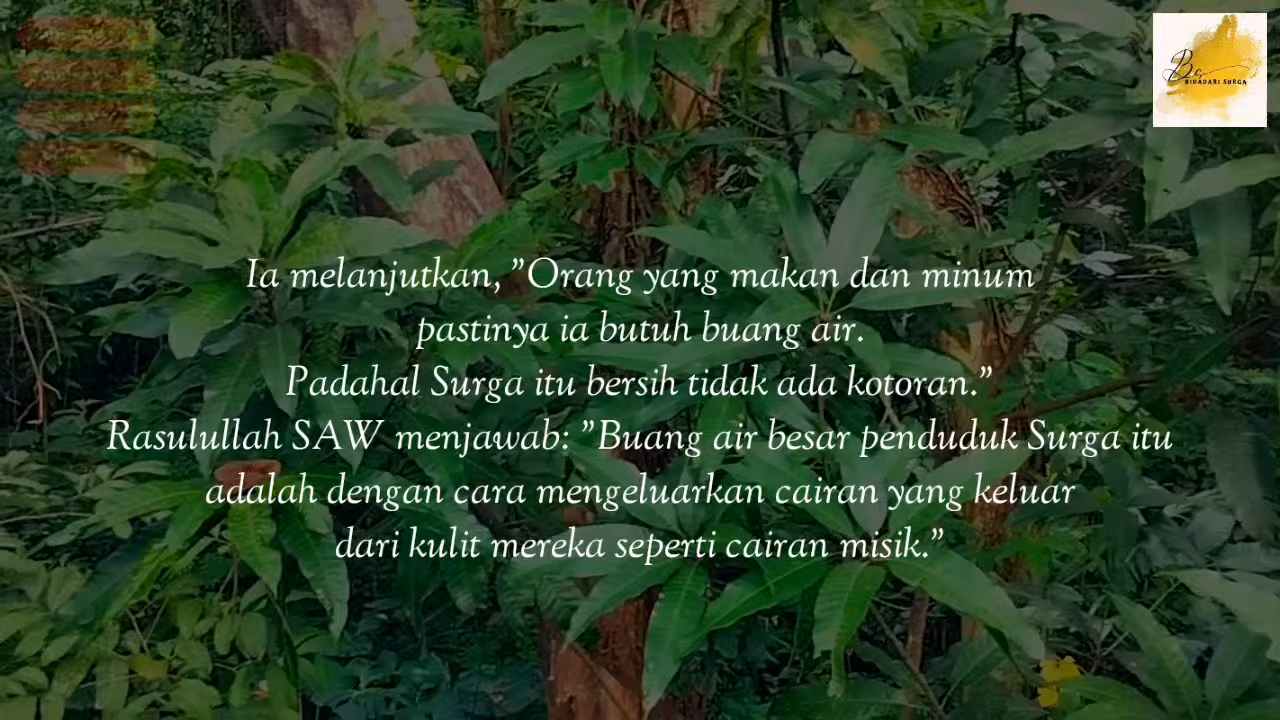 Bs
BIDADARI SURGA
Ia melanjutkan, ”Orang yang makan dan minum
pastinya ia butuh buang air.
Padahal Surga itu bersih tidak ada kotoran.”
Rasulullah SAW menjawab: ”Buang air besar penduduk Surga itu
adalah dengan cara mengeluarkan cairan yang keluar
dari kulit mereka seperti cairan misik.”